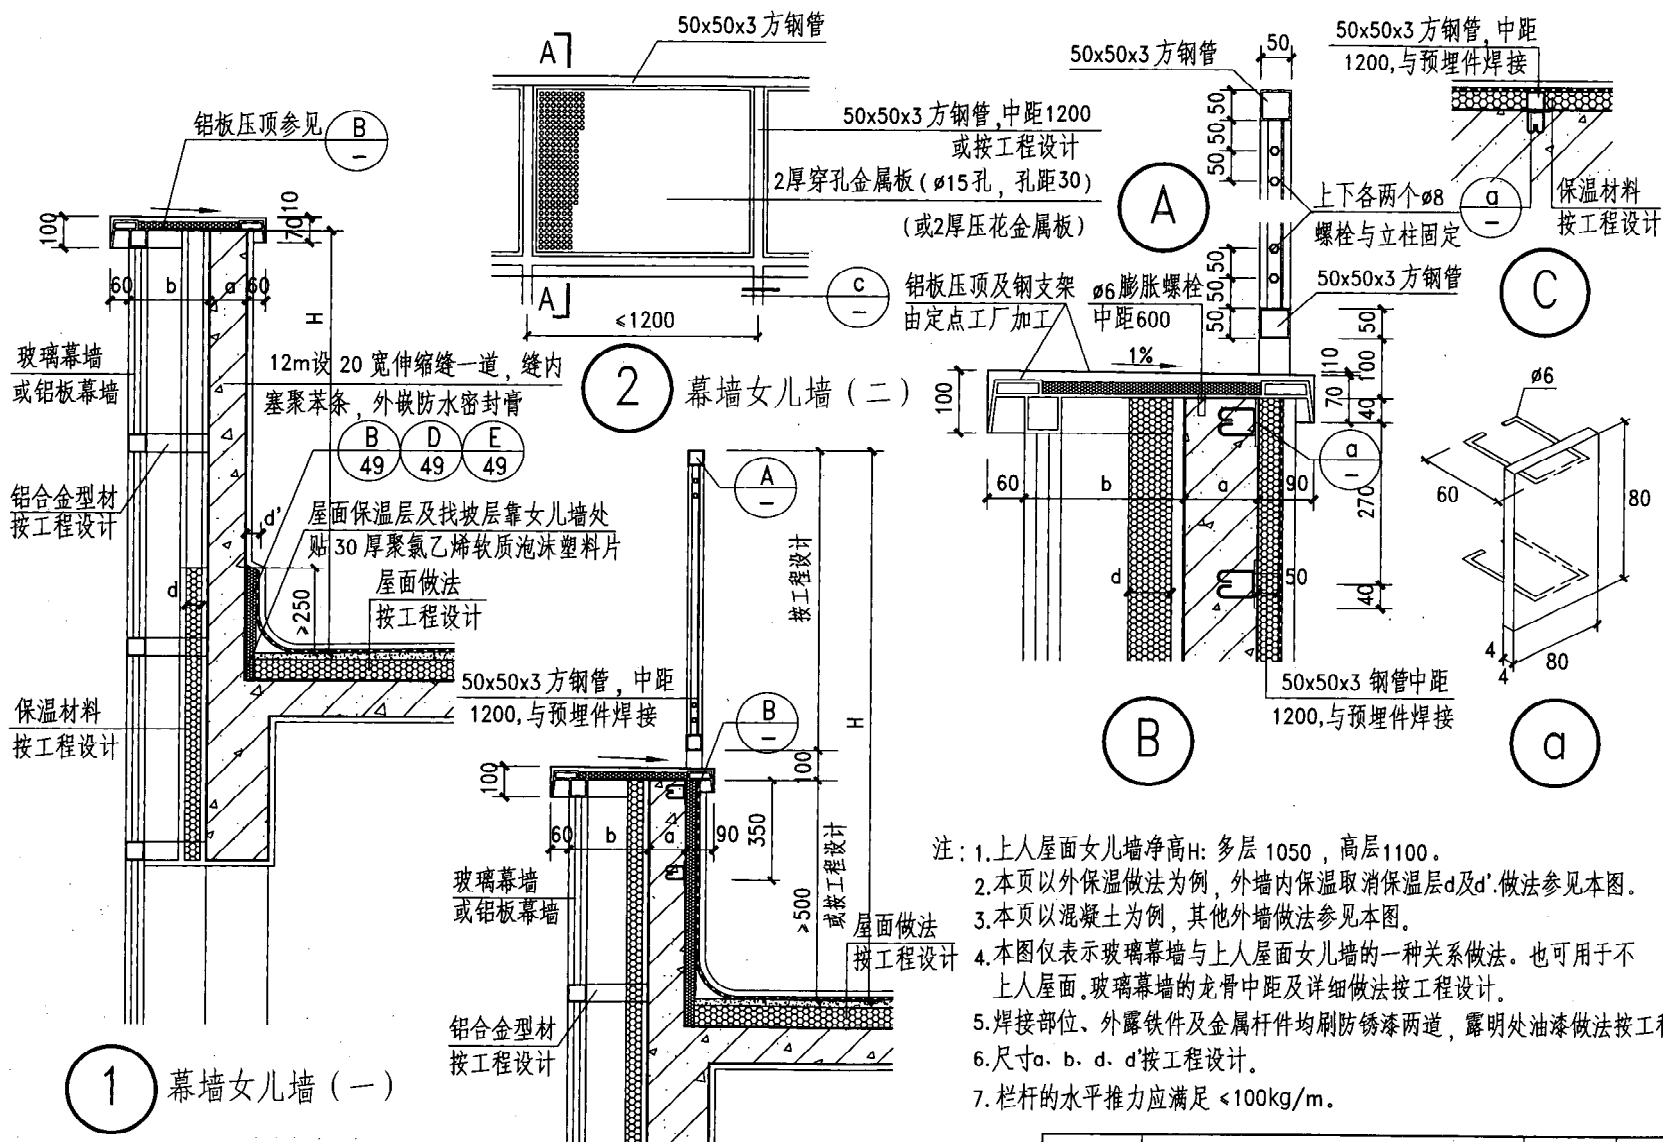 铝板压顶参见
B
-
100
10
70
60
b
a
60
H
玻璃幕墙
或铝板幕墙
12m设 20 宽伸缩缝一道，缝内
塞聚苯条，外嵌防水密封膏
B
49
D
49
E
49
铝合金型材
按工程设计
d'
屋面保温层及找坡层靠女儿墙处
贴 30 厚聚氯乙烯软质泡沫塑料片
屋面做法
按工程设计
d
≥250
保温材料
按工程设计
1
幕墙女儿墙（一）
50x50x3 方钢管
A
50x50x3 方钢管，中距1200
或按工程设计
2厚穿孔金属板（ø15孔，孔距30）
（或2厚压花金属板）
A
c
-
≤1200
2
幕墙女儿墙（二）
A
-
按工程设计
H
50x50x3 方钢管，中距
1200，与预埋件焊接
B
-
100
100
60
b
a
90
350
≥500
或按工程设计
玻璃幕墙
或铝板幕墙
屋面做法
按工程设计
铝合金型材
按工程设计
50
50x50x3 方钢管
50
50
50
A
上下各两个ø8
螺栓与立柱固定
50
50
50
50x50x3 方钢管
铝板压顶及钢支架
由定点工厂加工
ø6膨胀螺栓
中距600
1%
100
50
100
10
70
40
a
-
60
b
a
90
270
d
50
40
50x50x3 钢管中距
1200，与预埋件焊接
B
50x50x3 方钢管，中距
1200，与预埋件焊接
a
-
保温材料
按工程设计
C
ø6
60
80
4
4
80
a
注：1.上人屋面女儿墙净高H：多层 1050，高层1100。
2.本页以外保温做法为例，外墙内保温取消保温层d及d'.做法参见本图。
3.本页以混凝土为例，其他外墙做法参见本图。
4.本图仅表示玻璃幕墙与上人屋面女儿墙的一种关系做法。也可用于不
上人屋面.玻璃幕墙的龙骨中距及详细做法按工程设计。
5.焊接部位、外露铁件及金属杆件均刷防锈漆两道，露明处油漆做法按工程
6.尺寸a、b、d、d'按工程设计。
7.栏杆的水平推力应满足 ≤100kg/m。